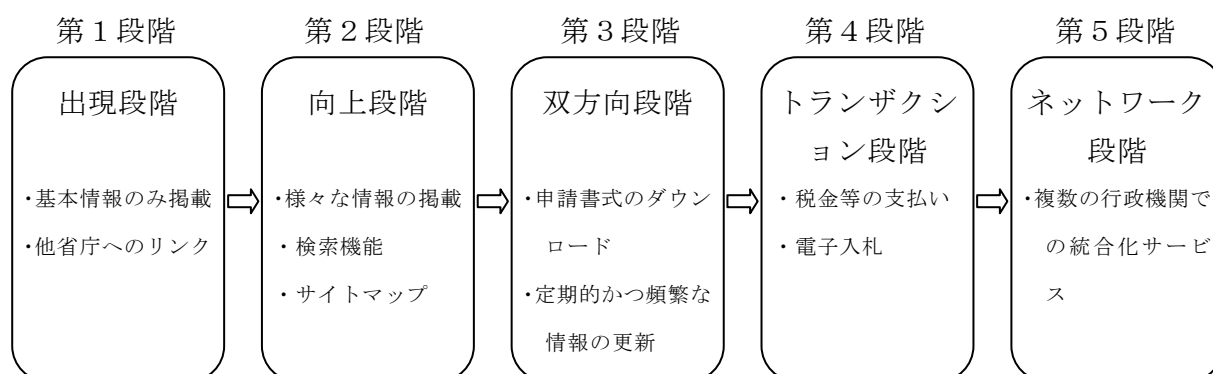 第１段階
出現段階
・基本情報のみ掲載
・他省庁へのリンク
第２段階
向上段階
・様々な情報の掲載
・検索機能
・サイトマップ
第３段階
双方向段階
・申請書式のダウン
ロード
・定期的かつ頻繁な
情報の更新
第４段階
トランザクシ
ョン段階
・税金等の支払い
・電子入札
第５段階
ネットワーク
段階
・複数の行政機関で
の統合化サービ
ス